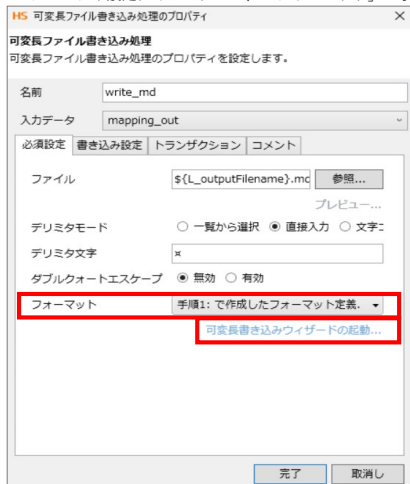 HS 可変長ファイル書き込み処理のプロパティ
可変長ファイル書き込み処理
可変長ファイル書き込み処理のプロパティを設定します。
名前 write_md
入力データ mapping_out
必須設定 書き込み設定 トランザクション コメント
ファイル ${L_outputFilename}.mc 参照...
プレビュー...
デリミタモード 一覧から選択 直接入力 文字コ
デリミタ文字 ¤
ダブルクォートエスケープ 無効 有効
フォーマット 手順1: で作成したフォーマット定義.
可変長書き込みウィザードの起動...
完了 取消し